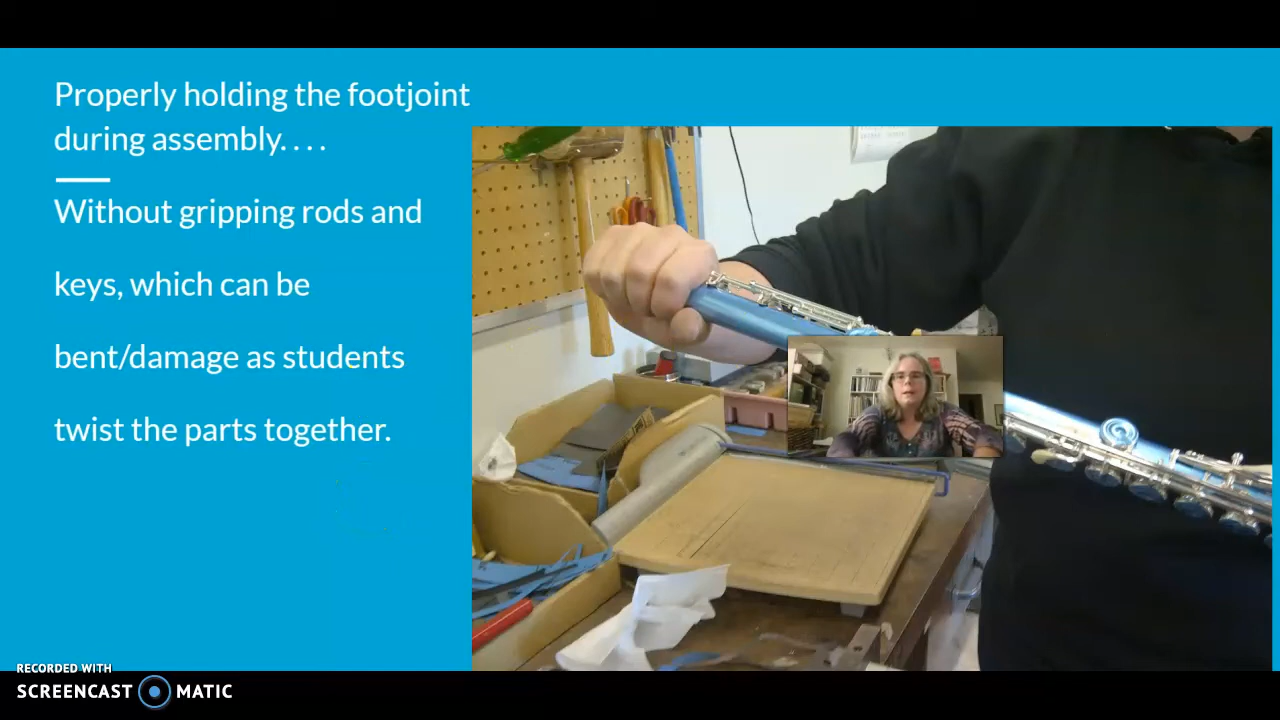 Properly holding the footjoint
during assembly. . . .
Without gripping rods and
keys, which can be
bent/damage as students
twist the parts together.
RECORDED WITH
SCREENCAST MATIC